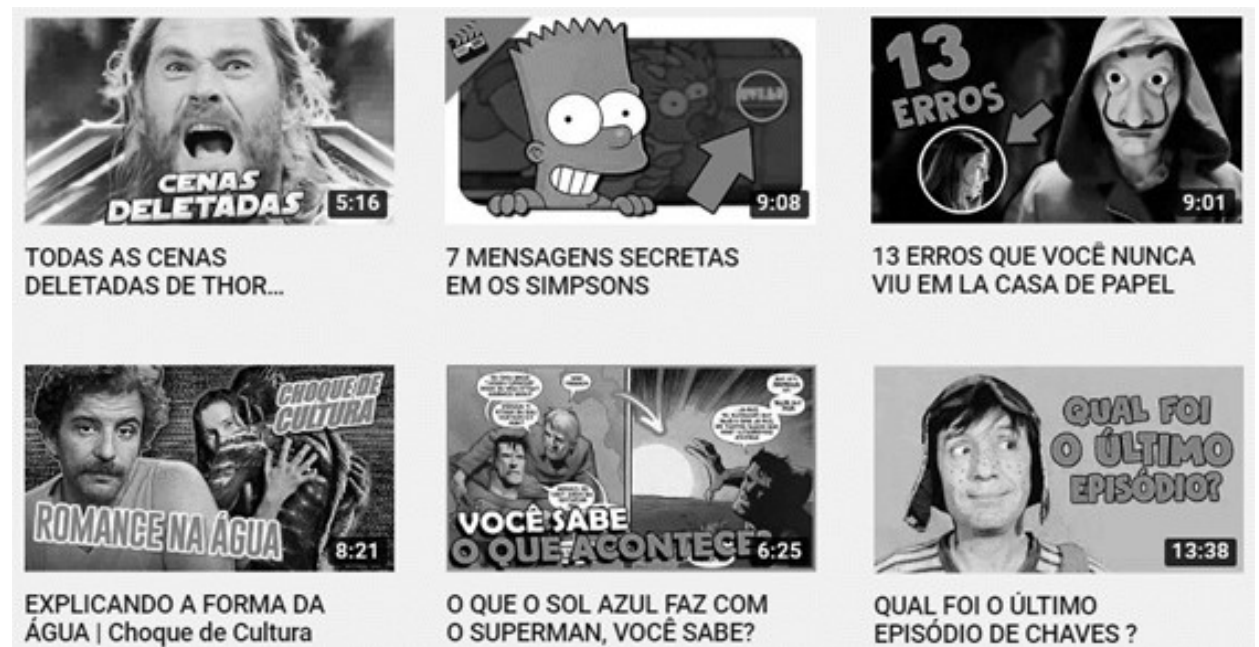 CENAS
DELETADAS
5:16
TODAS AS CENAS
DELETADAS DE THOR...
9:08
7 MENSAGENS SECRETAS
EM OS SIMPSONS
13
ERROS
9:01
13 ERROS QUE VOCÊ NUNCA
VIU EM LA CASA DE PAPEL
CHOQUE DE
CULTURA
ROMANCE NA ÁGUA
8:21
EXPLICANDO A FORMA DA
ÁGUA | Choque de Cultura
VOCÊ SABE
O QUE ACONTECE?
6:25
O QUE O SOL AZUL FAZ COM
O SUPERMAN, VOCÊ SABE?
QUAL FOI
O ÚLTIMO
EPISÓDIO?
13:38
QUAL FOI O ÚLTIMO
EPISÓDIO DE CHAVES ?